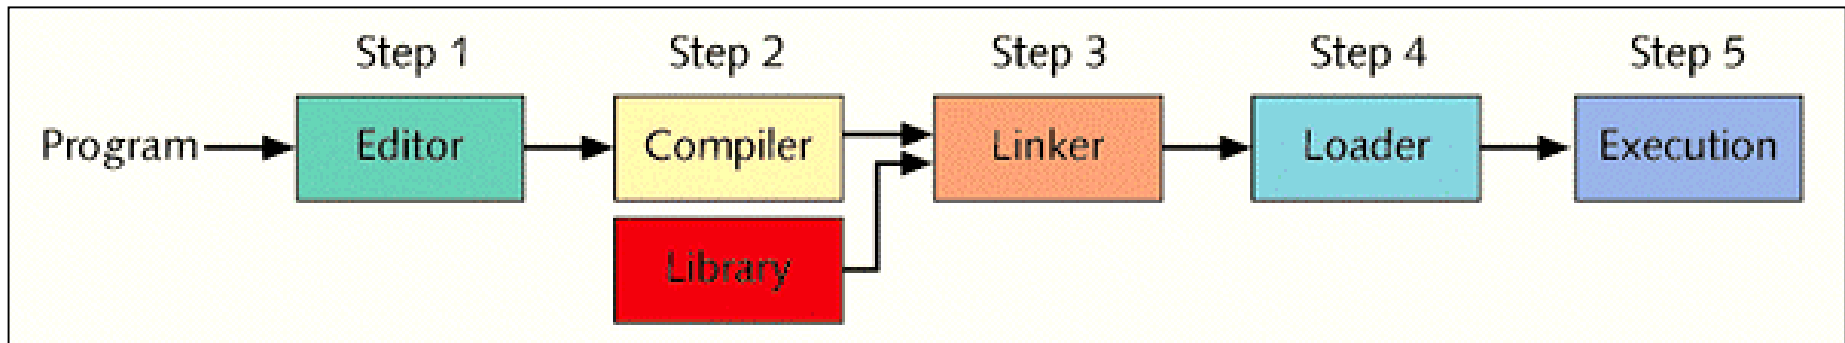 Step 1 Step 2 Step 3 Step 4 Step 5
Program Editor Compiler Linker Loader Execution
Library